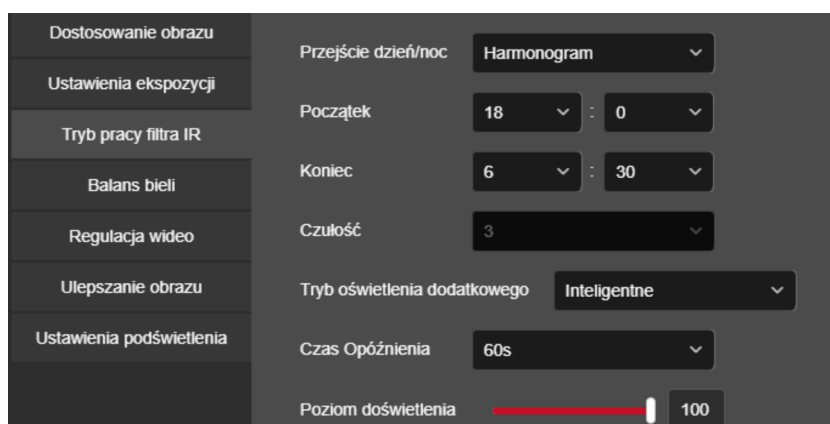 Dostosowanie obrazu
Ustawienia ekspozycji
Tryb pracy filtra IR
Balans bieli
Regulacja wideo
Ulepszanie obrazu
Ustawienia podświetlenia
Przejście dzień/noc Harmonogram
Początek 18 : 0
Koniec 6 : 30
Czułość 3
Tryb oświetlenia dodatkowego Inteligentne
Czas Opóźnienia 60s
Poziom doświetlenia 100